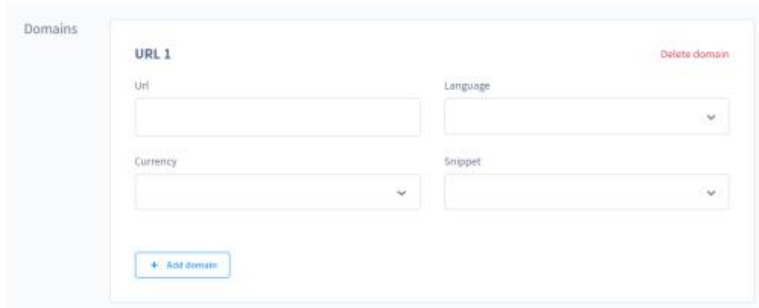 Domains
URL 1
Delete domain
Url
Language
Currency
Snippet
+ Add domain